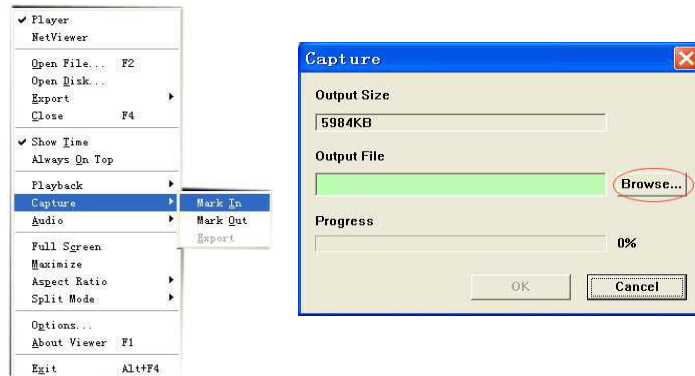 Player
NetViewer
Open File... F2
Open Disk...
Export
Close F4
Show Time
Always On Top
Playback
Capture
Audio
Full Screen
Maximize
Aspect Ratio
Split Mode
Options...
About Viewer F1
Exit Alt+F4
Mark In
Mark Out
Export
Capture
Output Size
5984KB
Output File
Browse...
Progress
0%
OK
Cancel